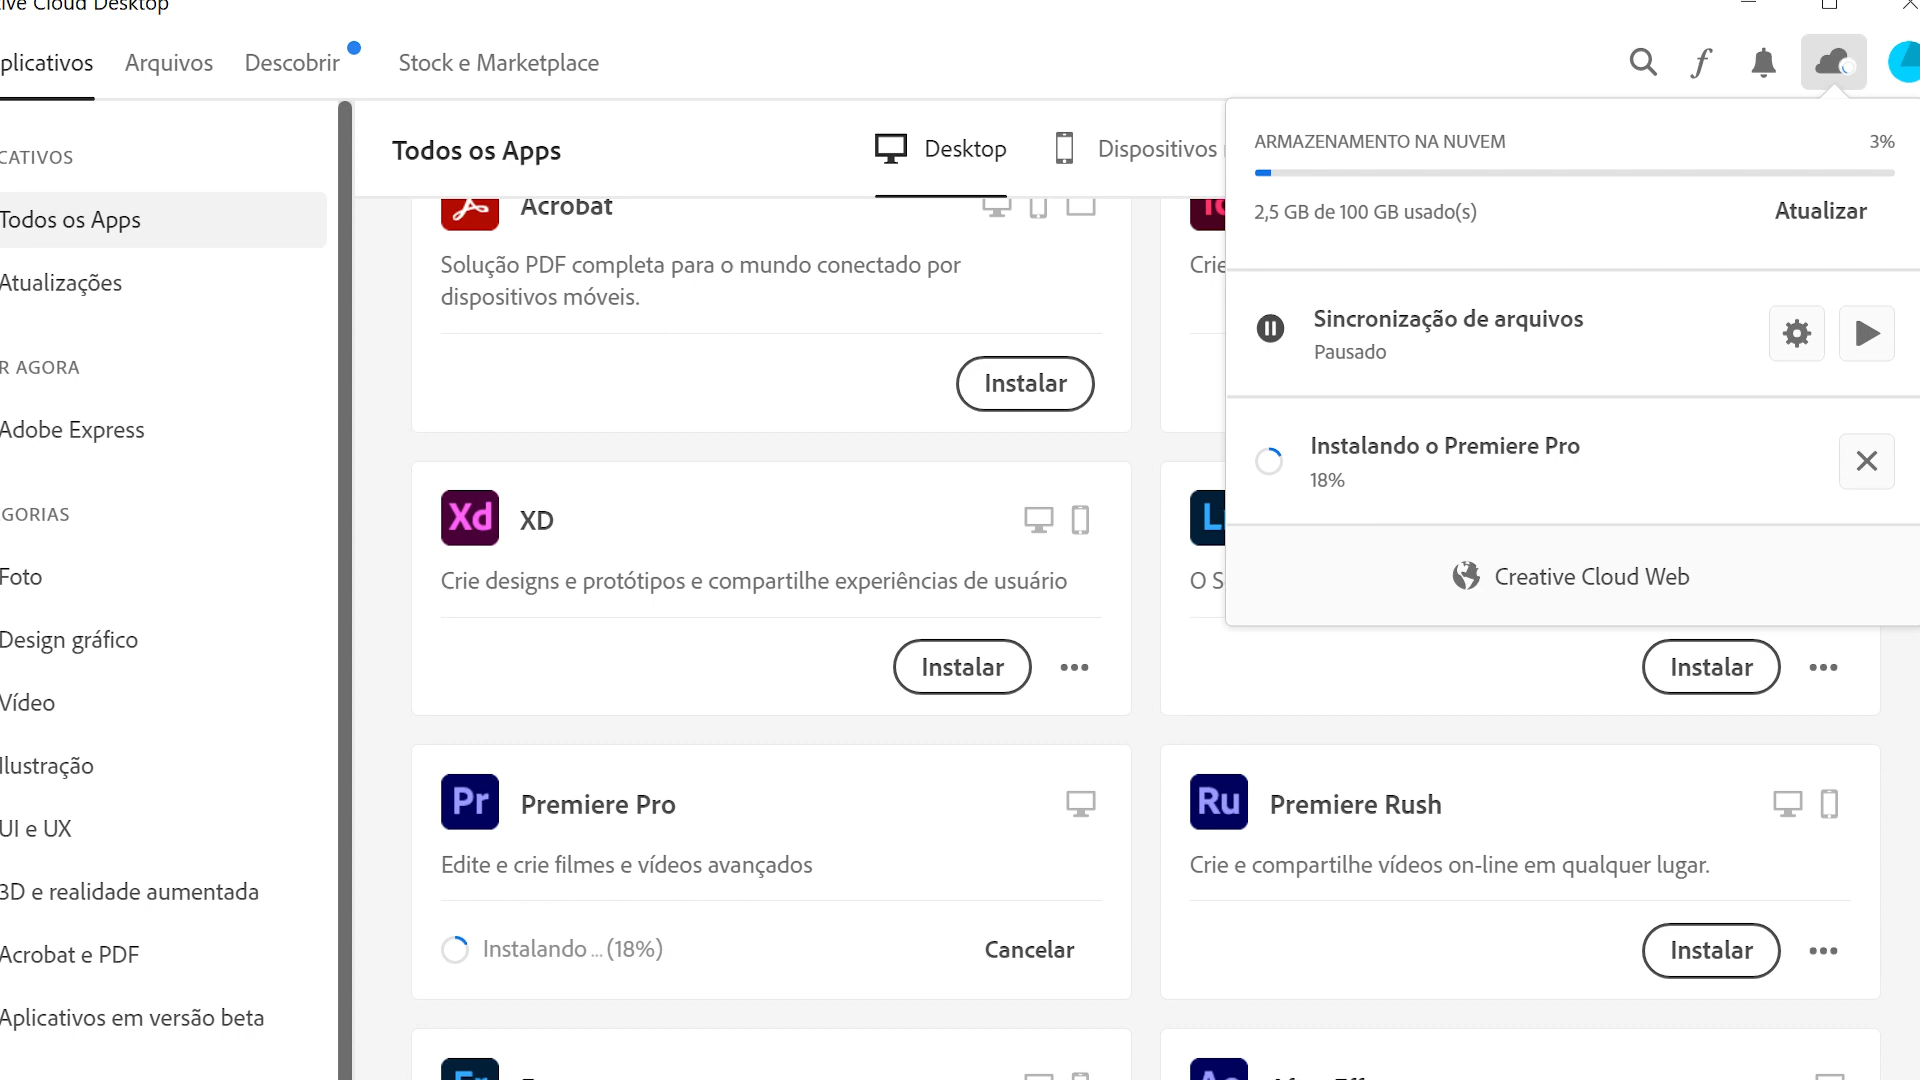 ive Cloud Desktop
plicativos
Arquivos
Descobrir
Stock e Marketplace
CATIVOS
Todos os Apps
Atualizações
R AGORA
Adobe Express
GORIAS
Foto
Design gráfico
Vídeo
Ilustração
UI e UX
3D e realidade aumentada
Acrobat e PDF
Aplicativos em versão beta
Todos os Apps
Desktop
Dispositivos
Acrobat
Solução PDF completa para o mundo conectado por
dispositivos móveis.
Instalar
Crie
Xd
XD
Crie designs e protótipos e compartilhe experiências de usuário
Instalar
O S
Instalar
Pr
Premiere Pro
Edite e crie filmes e vídeos avançados
Instalando ... (18%)
Cancelar
Ru
Premiere Rush
Crie e compartilhe vídeos on-line em qualquer lugar.
Instalar
ARMAZENAMENTO NA NUVEM
3%
2,5 GB de 100 GB usado(s)
Atualizar
Sincronização de arquivos
Pausado
Instalando o Premiere Pro
18%
Creative Cloud Web